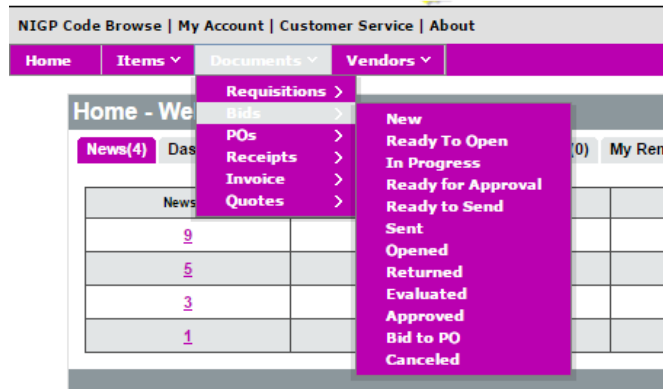 NIGP Code Browse | My Account | Customer Service | About
Home Items Documents Vendors
Requisitions
Home - We
Bids
New
POs
Ready To Open
News(4) Das
(0) My Ren
Receipts
In Progress
Invoice
Ready for Approval
News
Quotes
Ready to Send
Sent
9
Opened
5
Returned
Evaluated
3
Approved
1
Bid to PO
Canceled